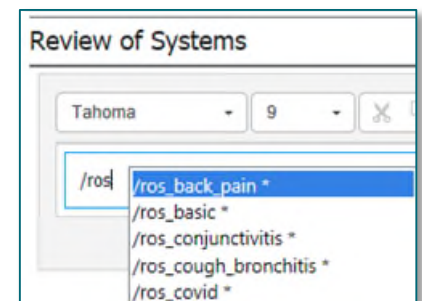 Review of Systems
Tahoma 9
/ros
/ros_back_pain *
/ros_basic *
/ros_conjunctivitis *
/ros_cough_bronchitis *
/ros_covid *